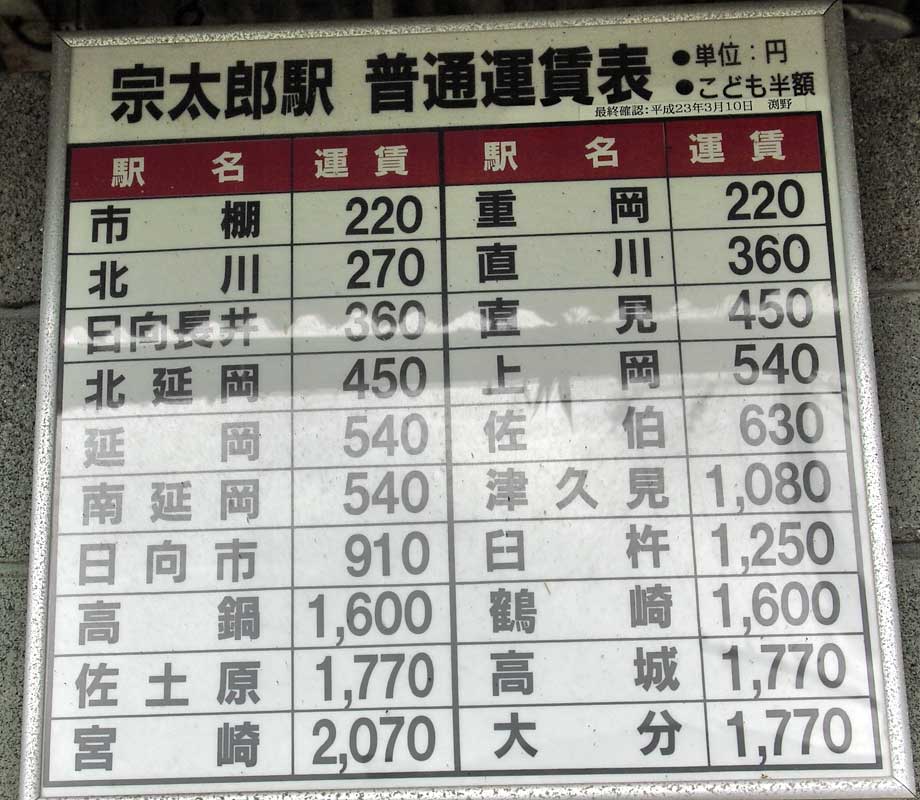 宗太郎駅 普通運賃表
●単位：円
●こども半額
最終確認：平成23年3月10日 渕野
駅名 運賃 駅名 運賃
市棚 220 重岡 220
北川 270 直川 360
日向長井 360 直見 450
北延岡 450 上岡 540
延岡 540 佐伯 630
南延岡 540 津久見 1,080
日向市 910 臼杵 1,250
高鍋 1,600 鶴崎 1,600
佐土原 1,770 高城 1,770
宮崎 2,070 大分 1,770